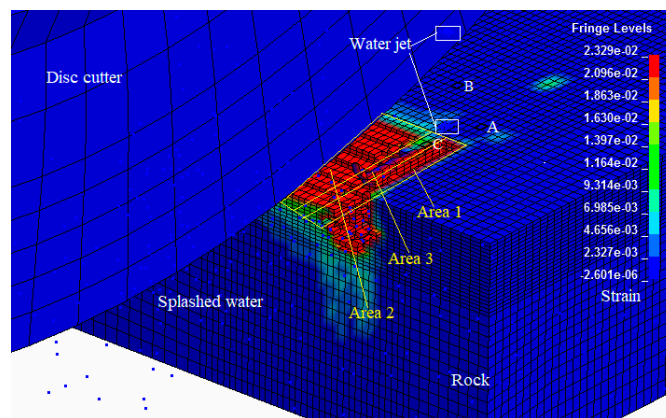 Fringe Levels
2.329e-02
2.096e-02
1.863e-02
1.630e-02
1.397e-02
1.164e-02
9.314e-03
6.985e-03
4.656e-03
2.327e-03
-2.601e-06
Strain
Water jet
Disc cutter
B
A
C
Area 1
Area 3
Area 2
Splashed water
Rock